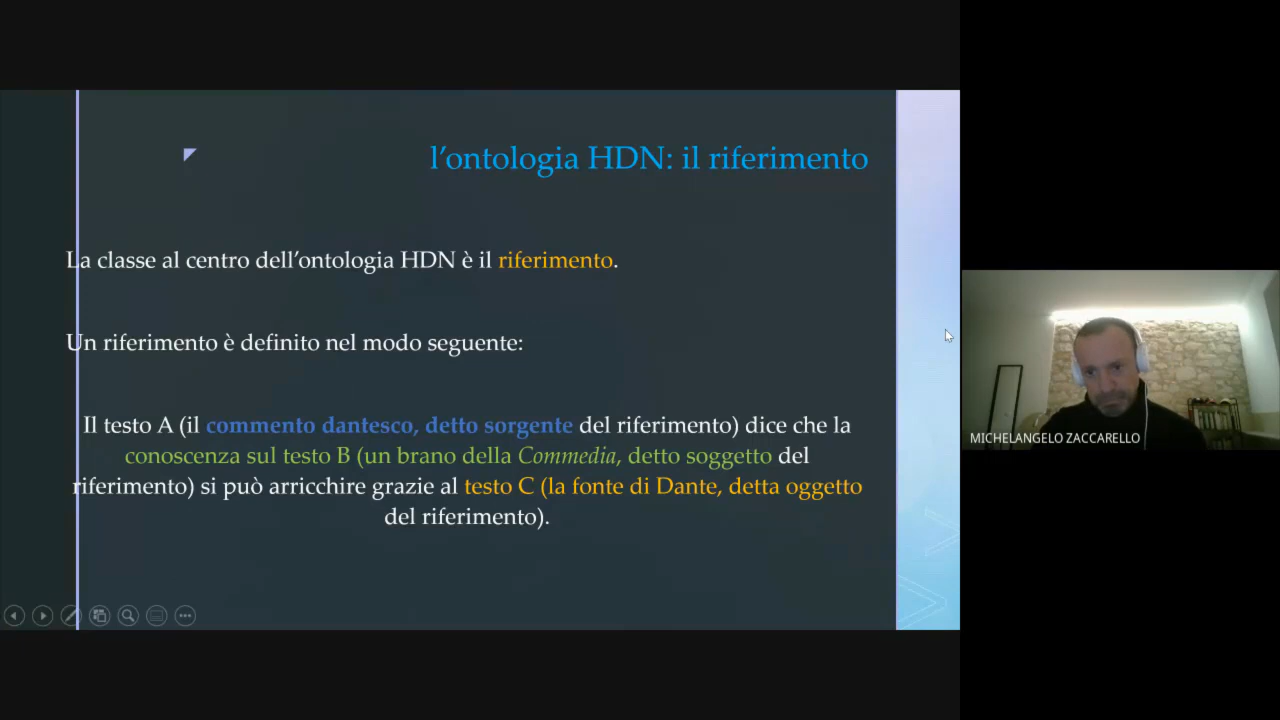 l'ontologia HDN: il riferimento
La classe al centro dell'ontologia HDN è il riferimento.
Un riferimento è definito nel modo seguente:
Il testo A (il commento dantesco, detto sorgente del riferimento) dice che la
conoscenza sul testo B (un brano della Commedia, detto soggetto del
riferimento) si può arricchire grazie al testo C (la fonte di Dante, detta oggetto
del riferimento).
MICHELANGELO ZACCARELLO